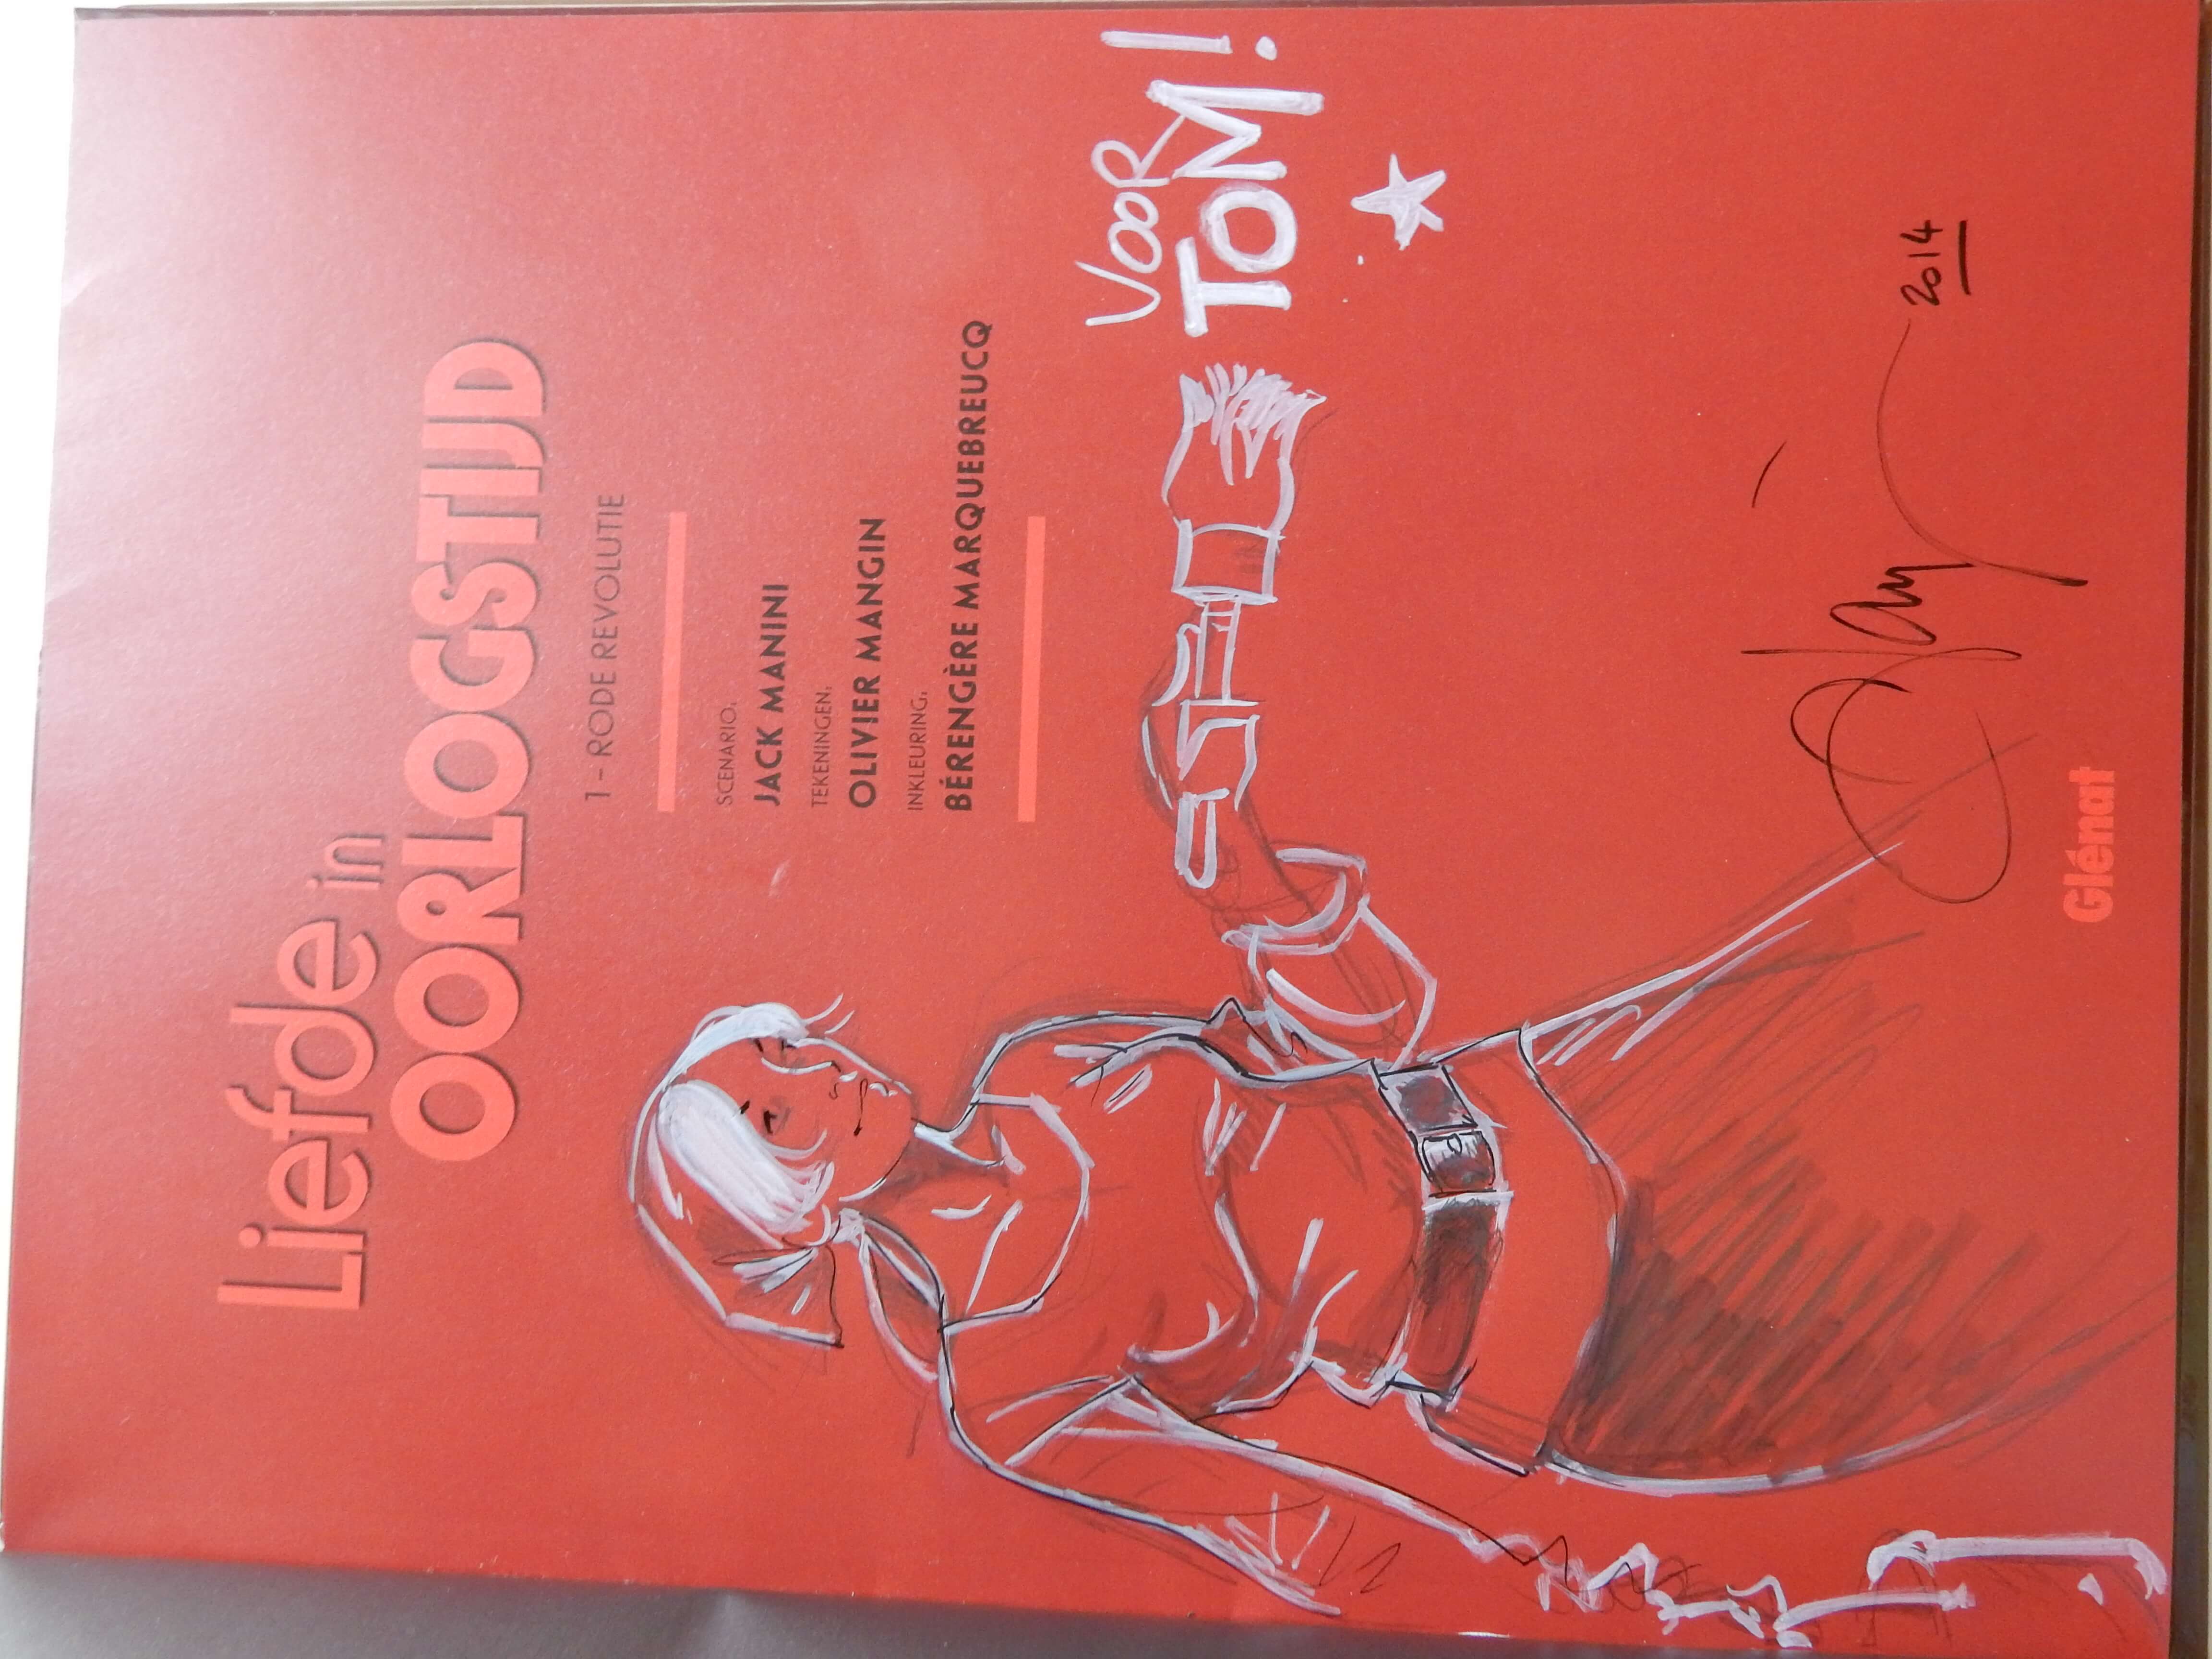 Liefde in
OORLOGSTIJD
1 - RODE REVOLUTIE
SCENARIO:
JACK MANINI
TEKENINGEN:
OLIVIER MANGIN
INKLEURING:
BÉRENGÈRE MARQUEBREUCQ
VOOR
TOM!
2014
Glénat